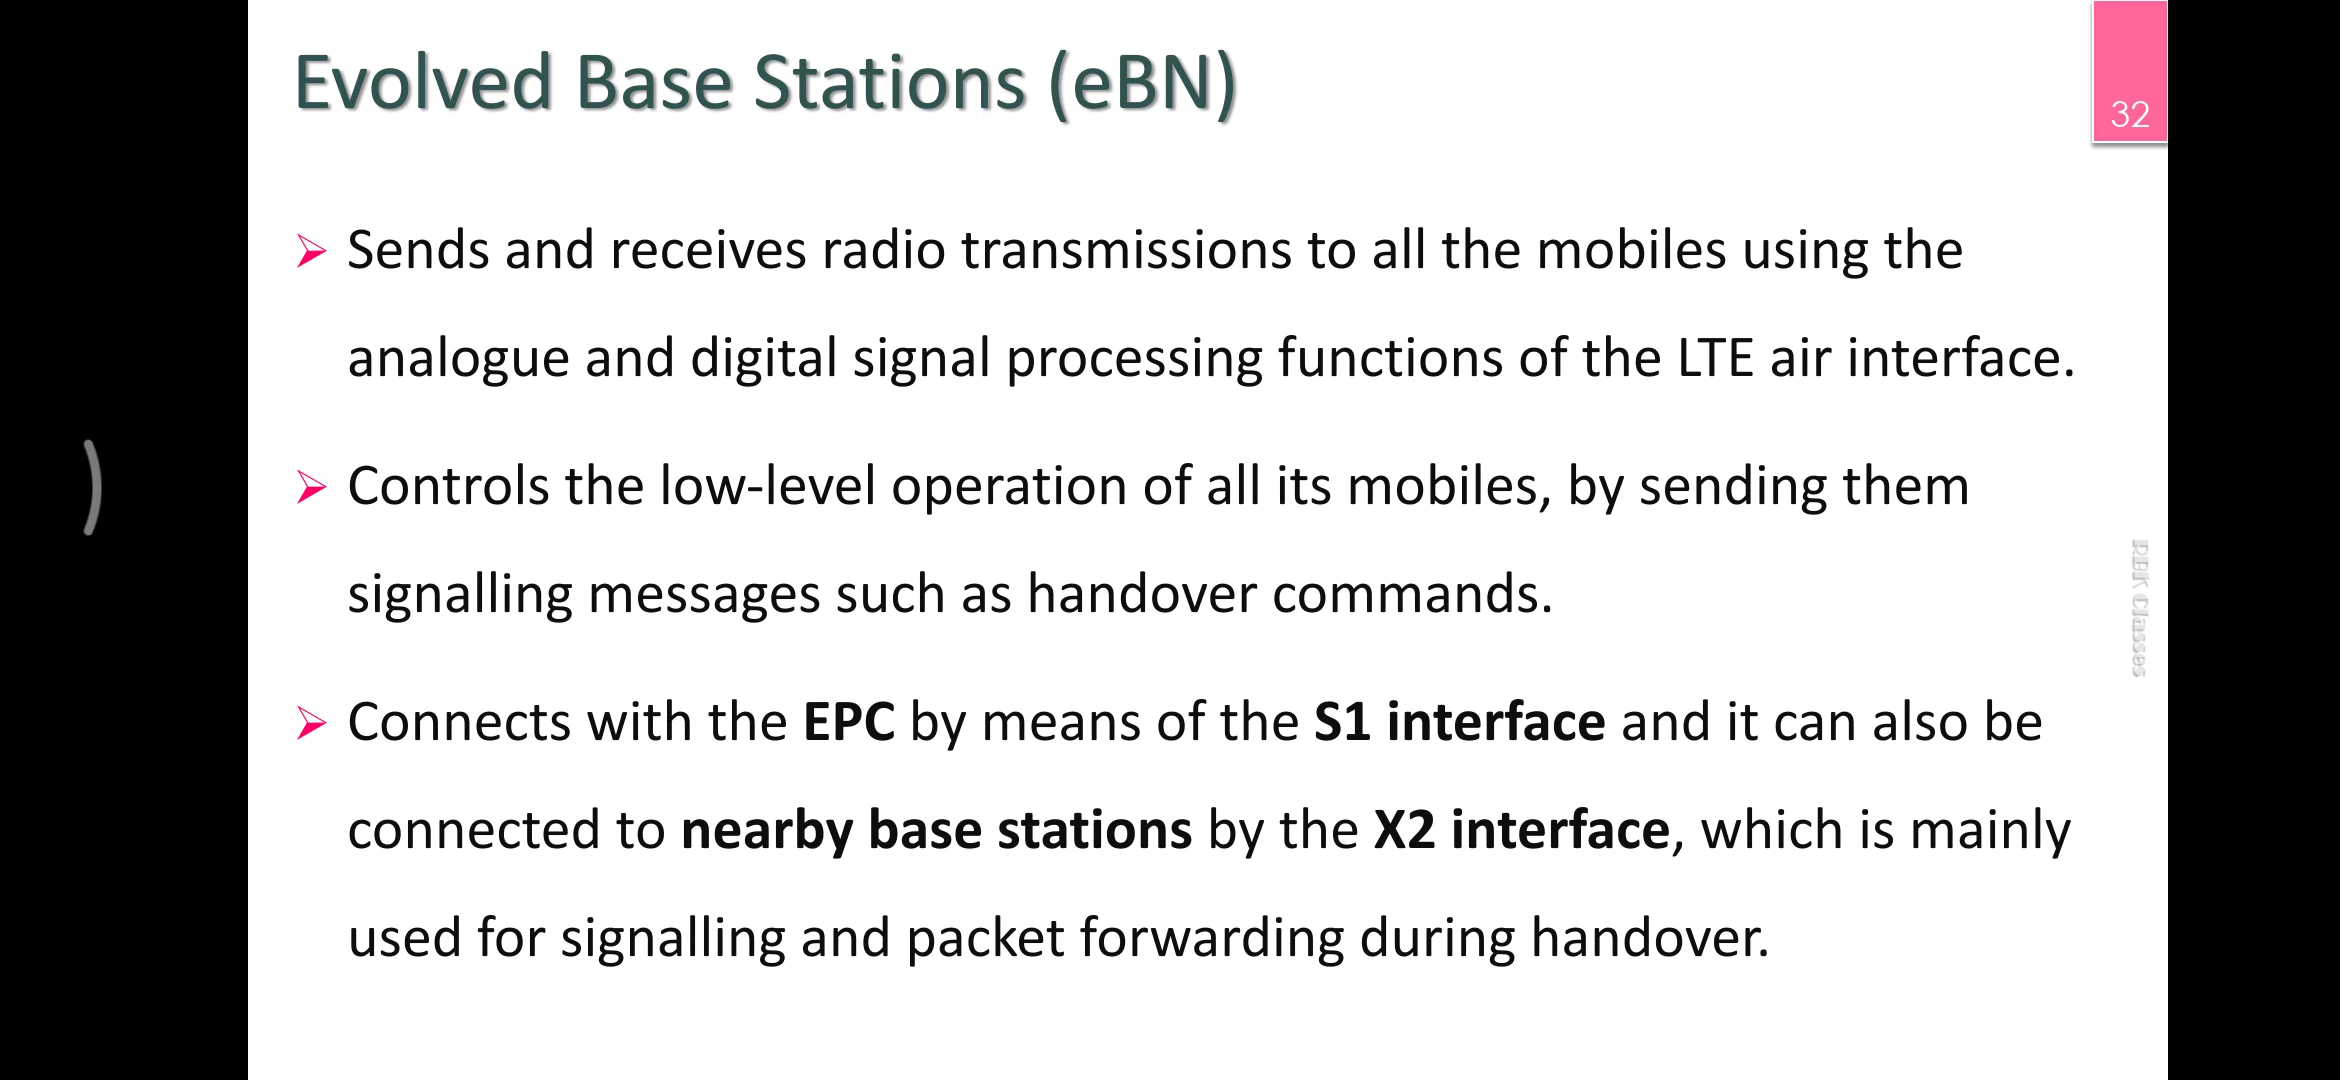 Evolved Base Stations (eBN)
32
Sends and receives radio transmissions to all the mobiles using the
analogue and digital signal processing functions of the LTE air interface.
Controls the low-level operation of all its mobiles, by sending them
signalling messages such as handover commands.
Connects with the EPC by means of the S1 interface and it can also be
connected to nearby base stations by the X2 interface, which is mainly
used for signalling and packet forwarding during handover.
Classes